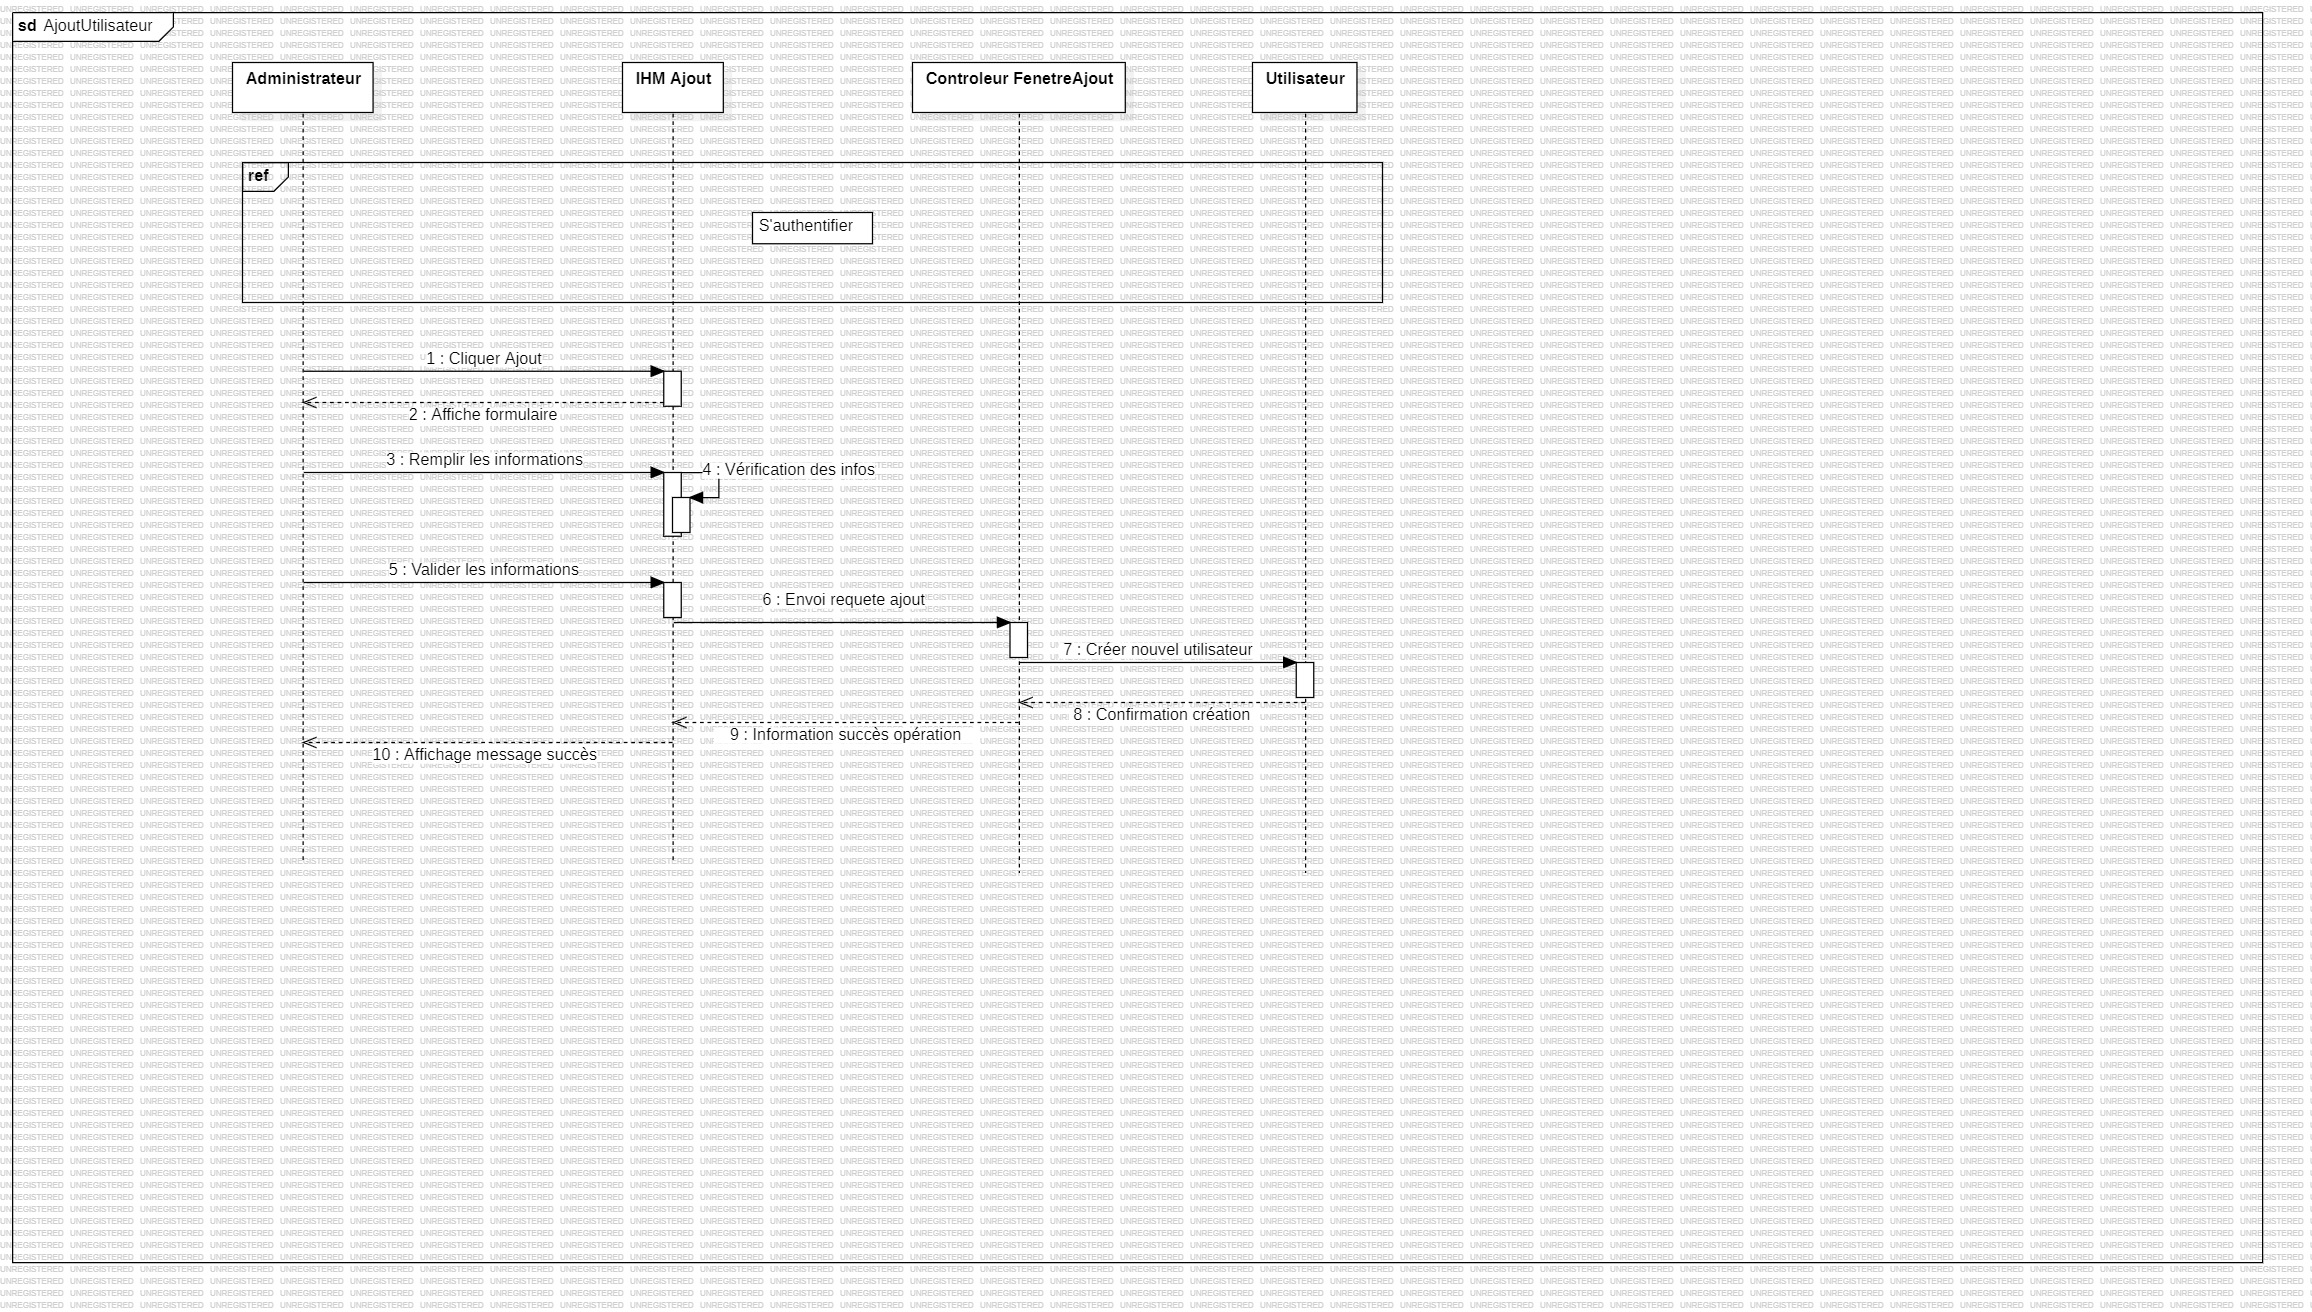 sd AjoutUtilisateur
Administrateur
IHM Ajout
Controleur FenetreAjout
Utilisateur
ref
S'authentifier
1 : Cliquer Ajout
2 : Affiche formulaire
3 : Remplir les informations
4 : Vérification des infos
5 : Valider les informations
6 : Envoi requete ajout
7 : Créer nouvel utilisateur
8 : Confirmation création
9 : Information succès opération
10 : Affichage message succès
UNREGISTERED